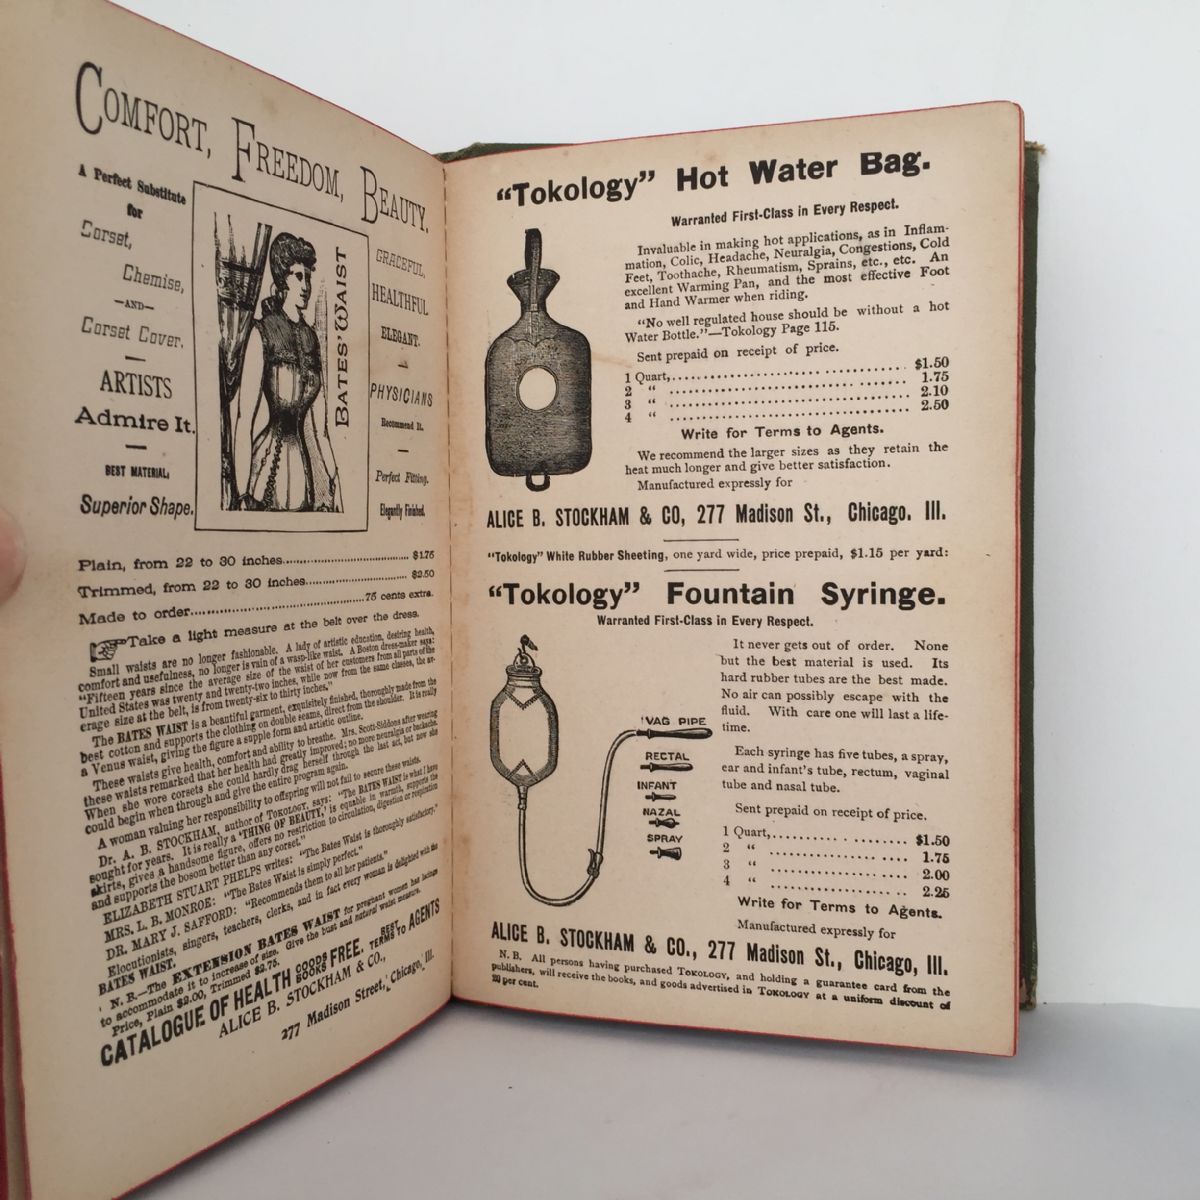 COMFORT, FREEDOM, BEAUTY.
A Perfect Substitute
for
Corset,
Chemise,
—AND—
Corset Cover.
ARTISTS
Admire It.
BEST MATERIAL,
Superior Shape.
BATES' WAIST
GRACEFUL,
HEALTHFUL
ELEGANT.
PHYSICIANS
Recommend It.
Perfect Fitting.
Elegantly Finished.
Plain, from 22 to 30 inches................................ $1.75
Trimmed, from 22 to 30 inches.......................... $2.50
Made to order........................................75 cents extra.
Take a light measure at the belt over the dress.
Small waists are no longer fashionable. A lady of artistic education, desiring health,
comfort and usefulness, no longer is vain of a wasp-like waist. A Boston dress-maker says:
"Fifteen years since the average size of the waist of her customers from all parts of the
United States was twenty and twenty-two inches, while now from the same classes, the av-
erage size at the belt, is from twenty-six to thirty inches."
The BATES WAIST is a beautiful garment, exquisitely finished, thoroughly made from the
best cotton and supports the clothing on double seams, direct from the shoulder. It is really
a Venus waist, giving the figure a supple form and artistic outline.
These waists give health, comfort and ability to breathe. Mrs. Scott-Siddons after wearing
these waists remarked that her health had greatly improved; no more neuralgia or backache.
When she wore corsets she could hardly drag herself through the last act, but now she
could begin when through and give the entire program again.
A woman valuing her responsibility to offspring will not fail to secure these waists.
Dr. A. B. STOCKHAM, author of TOKOLOGY, says: "The BATES WAIST is what I have
sought for years. It is really a 'THING OF BEAUTY,' is equable in warmth, supports the
skirts, gives a handsome figure, offers no restriction to circulation, digestion or respiration
and supports the bosom better than any corset."
ELIZABETH STUART PHELPS writes: "The Bates Waist is thoroughly satisfactory."
MRS. L. B. MONROE: "The Bates Waist is simply perfect."
DR. MARY J. SAFFORD: "Recommends them to all her patients."
Elocutionists, singers, teachers, clerks, and in fact every woman is delighted with the
BATES WAIST.
N. B.—The EXTENSION BATES WAIST for pregnant women has lacings
to accommodate it to increase of size. Give the bust and natural waist measure.
Price, Plain $2.00, Trimmed $2.75.
CATALOGUE OF HEALTH GOODS BOOKS FREE. BEST TERMS TO AGENTS
ALICE B. STOCKHAM & CO.,
277 Madison Street, Chicago, Ill.
"Tokology" Hot Water Bag.
Warranted First-Class in Every Respect.
Invaluable in making hot applications, as in Inflam-
mation, Colic, Headache, Neuralgia, Congestions, Cold
Feet, Toothache, Rheumatism, Sprains, etc., etc. An
excellent Warming Pan, and the most effective Foot
and Hand Warmer when riding.
"No well regulated house should be without a hot
Water Bottle."—Tokology Page 115.
Sent prepaid on receipt of price.
1 Quart,........................................ $1.50
2 " ........................................ 1.75
3 " ........................................ 2.10
4 " ........................................ 2.50
Write for Terms to Agents.
We recommend the larger sizes as they retain the
heat much longer and give better satisfaction.
Manufactured expressly for
ALICE B. STOCKHAM & CO, 277 Madison St., Chicago. Ill.
"Tokology" White Rubber Sheeting, one yard wide, price prepaid, $1.15 per yard:
"Tokology" Fountain Syringe.
Warranted First-Class in Every Respect.
It never gets out of order. None
but the best material is used. Its
hard rubber tubes are the best made.
No air can possibly escape with the
fluid. With care one will last a life-
time.
VAG PIPE
RECTAL
INFANT
NAZAL
SPRAY
Each syringe has five tubes, a spray,
ear and infant's tube, rectum, vaginal
tube and nasal tube.
Sent prepaid on receipt of price.
1 Quart,.................... $1.50
2 " .................... 1.75
3 " .................... 2.00
4 " .................... 2.25
Write for Terms to Agents.
Manufactured expressly for
ALICE B. STOCKHAM & CO., 277 Madison St., Chicago, Ill.
N. B. All persons having purchased TOKOLOGY, and holding a guarantee card from the
publishers, will receive the books, and goods advertised in TOKOLOGY at a uniform discount of
20 per cent.